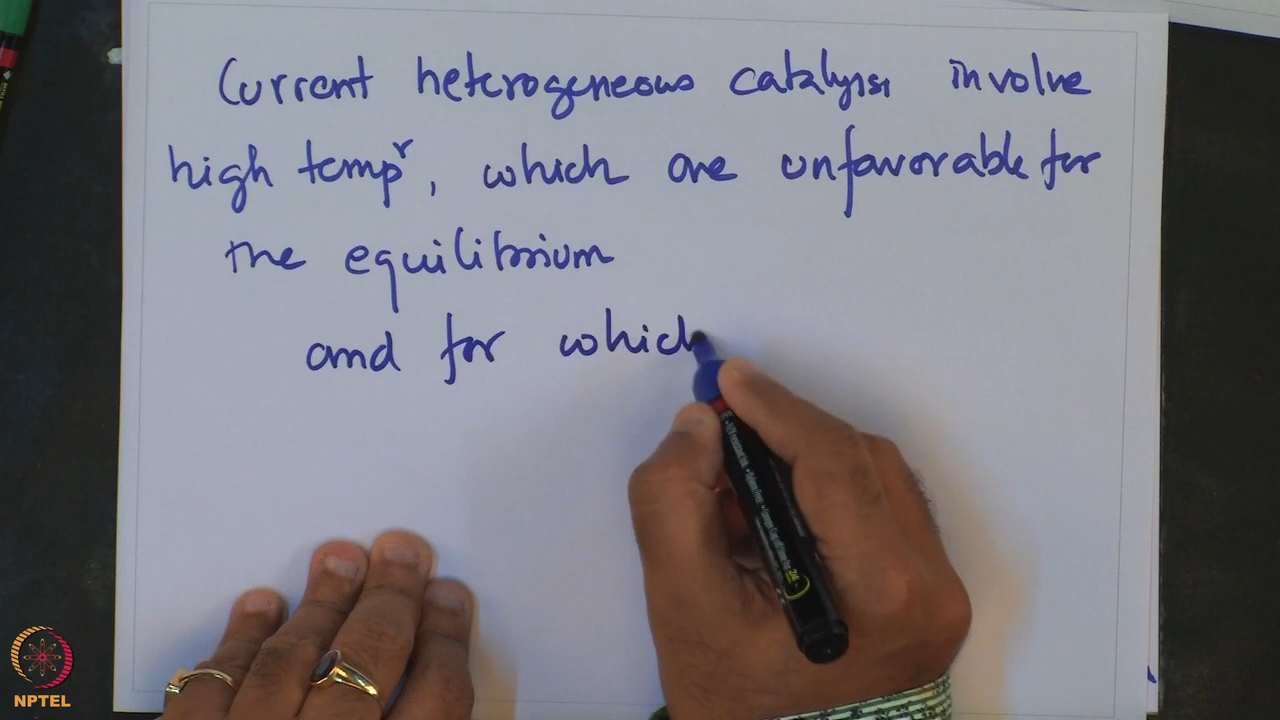 Current heterogeneous catalysis involve
high tempr, which are unfavorable for
the equilibrium
and for which
NPTEL